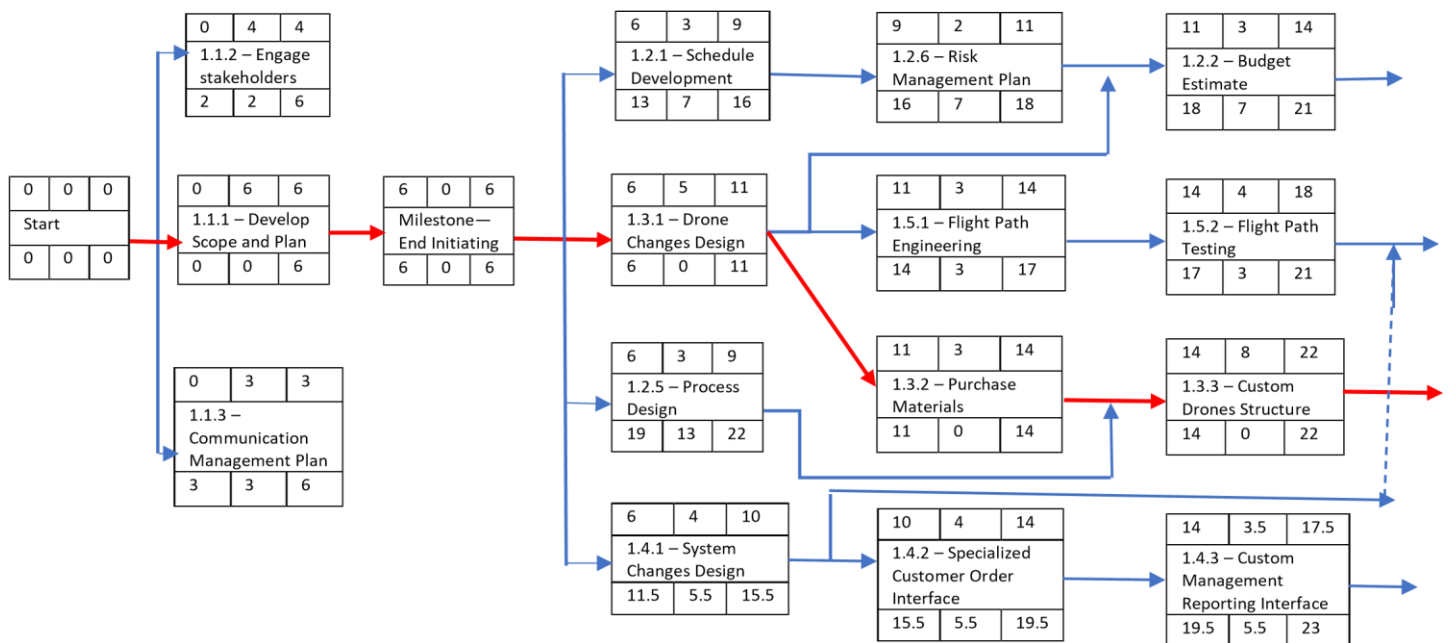 0 4 4
1.1.2 – Engage
stakeholders
2 2 6
0 0 0
Start
0 0 0
0 6 6
1.1.1 – Develop
Scope and Plan
0 0 6
0 3 3
1.1.3 –
Communication
Management Plan
3 3 6
6 0 6
Milestone—
End Initiating
6 0 6
6 3 9
1.2.1 – Schedule
Development
13 7 16
9 2 11
1.2.6 – Risk
Management Plan
16 7 18
11 3 14
1.2.2 – Budget
Estimate
18 7 21
6 5 11
1.3.1 – Drone
Changes Design
6 0 11
11 3 14
1.5.1 – Flight Path
Engineering
14 3 17
14 4 18
1.5.2 – Flight Path
Testing
17 3 21
6 3 9
1.2.5 – Process
Design
19 13 22
11 3 14
1.3.2 – Purchase
Materials
11 0 14
14 8 22
1.3.3 – Custom
Drones Structure
14 0 22
6 4 10
1.4.1 – System
Changes Design
11.5 5.5 15.5
10 4 14
1.4.2 – Specialized
Customer Order
Interface
15.5 5.5 19.5
14 3.5 17.5
1.4.3 – Custom
Management
Reporting Interface
19.5 5.5 23